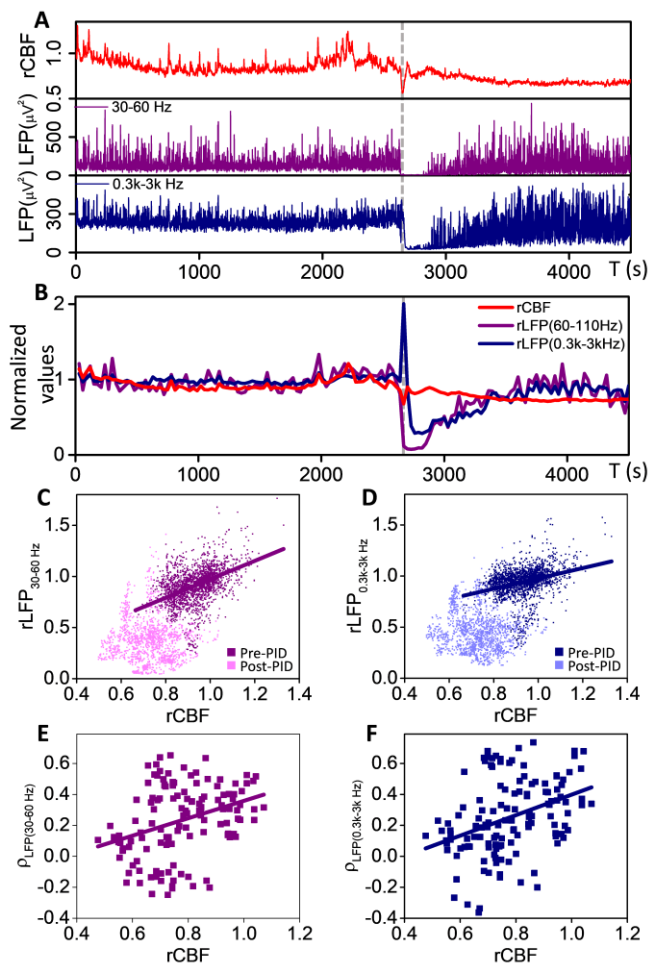 A
rCBF
1.0
0.5
LFP(μV²)
30-60 Hz
500
0
LFP(μV²)
0.3k-3k Hz
300
0
0 1000 2000 3000 4000 T (s)
B
Normalized
values
2
1
0
rCBF
rLFP(60-110Hz)
rLFP(0.3k-3kHz)
0 1000 2000 3000 4000 T (s)
C
rLFP30-60 Hz
1.5
1.0
0.5
0.0
Pre-PID
Post-PID
0.4 0.6 0.8 1.0 1.2 1.4
rCBF
D
rLFP0.3k-3k Hz
1.5
1.0
0.5
0.0
Pre-PID
Post-PID
0.4 0.6 0.8 1.0 1.2 1.4
rCBF
E
ρLFP(30-60 Hz)
0.6
0.4
0.2
0.0
-0.2
-0.4
0.4 0.6 0.8 1.0 1.2
rCBF
F
ρLFP(0.3k-3k Hz)
0.6
0.4
0.2
0.0
-0.2
-0.4
0.4 0.6 0.8 1.0 1.2
rCBF